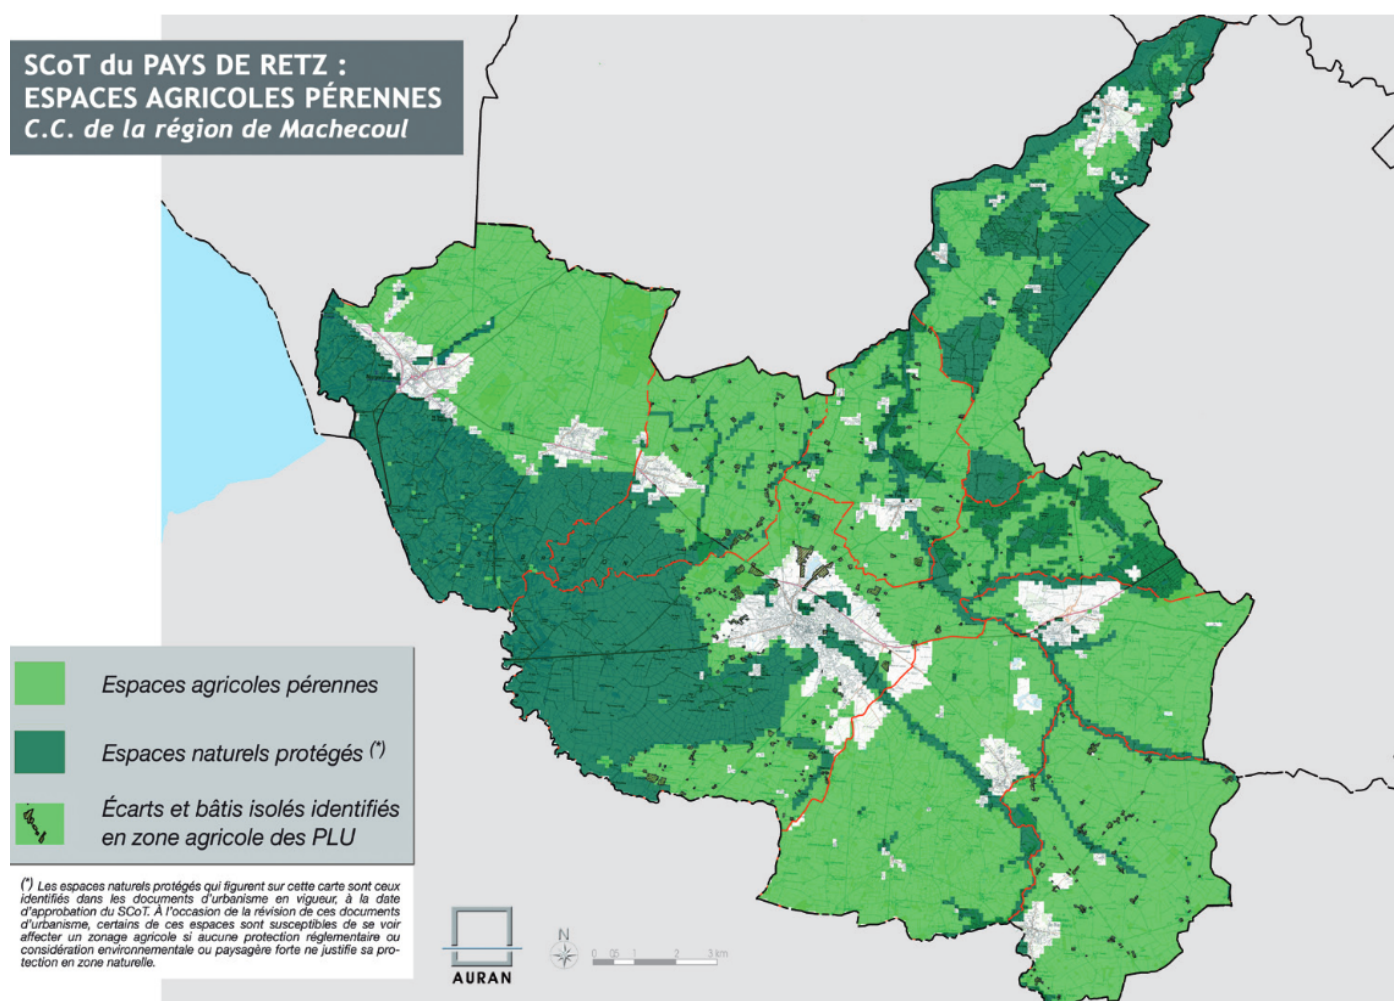 SCoT du PAYS DE RETZ :
ESPACES AGRICOLES PÉRENNES
C.C. de la région de Machecoul
Espaces agricoles pérennes
Espaces naturels protégés (*)
Écarts et bâtis isolés identifiés
en zone agricole des PLU
(*) Les espaces naturels protégés qui figurent sur cette carte sont ceux
identifiés dans les documents d'urbanisme en vigueur, à la date
d'approbation du SCoT. À l'occasion de la révision de ces documents
d'urbanisme, certains de ces espaces sont susceptibles de se voir
affecter un zonage agricole si aucune protection réglementaire ou
considération environnementale ou paysagère forte ne justifie sa pro-
tection en zone naturelle.
AURAN
N
0 0,5 1 2 3 km